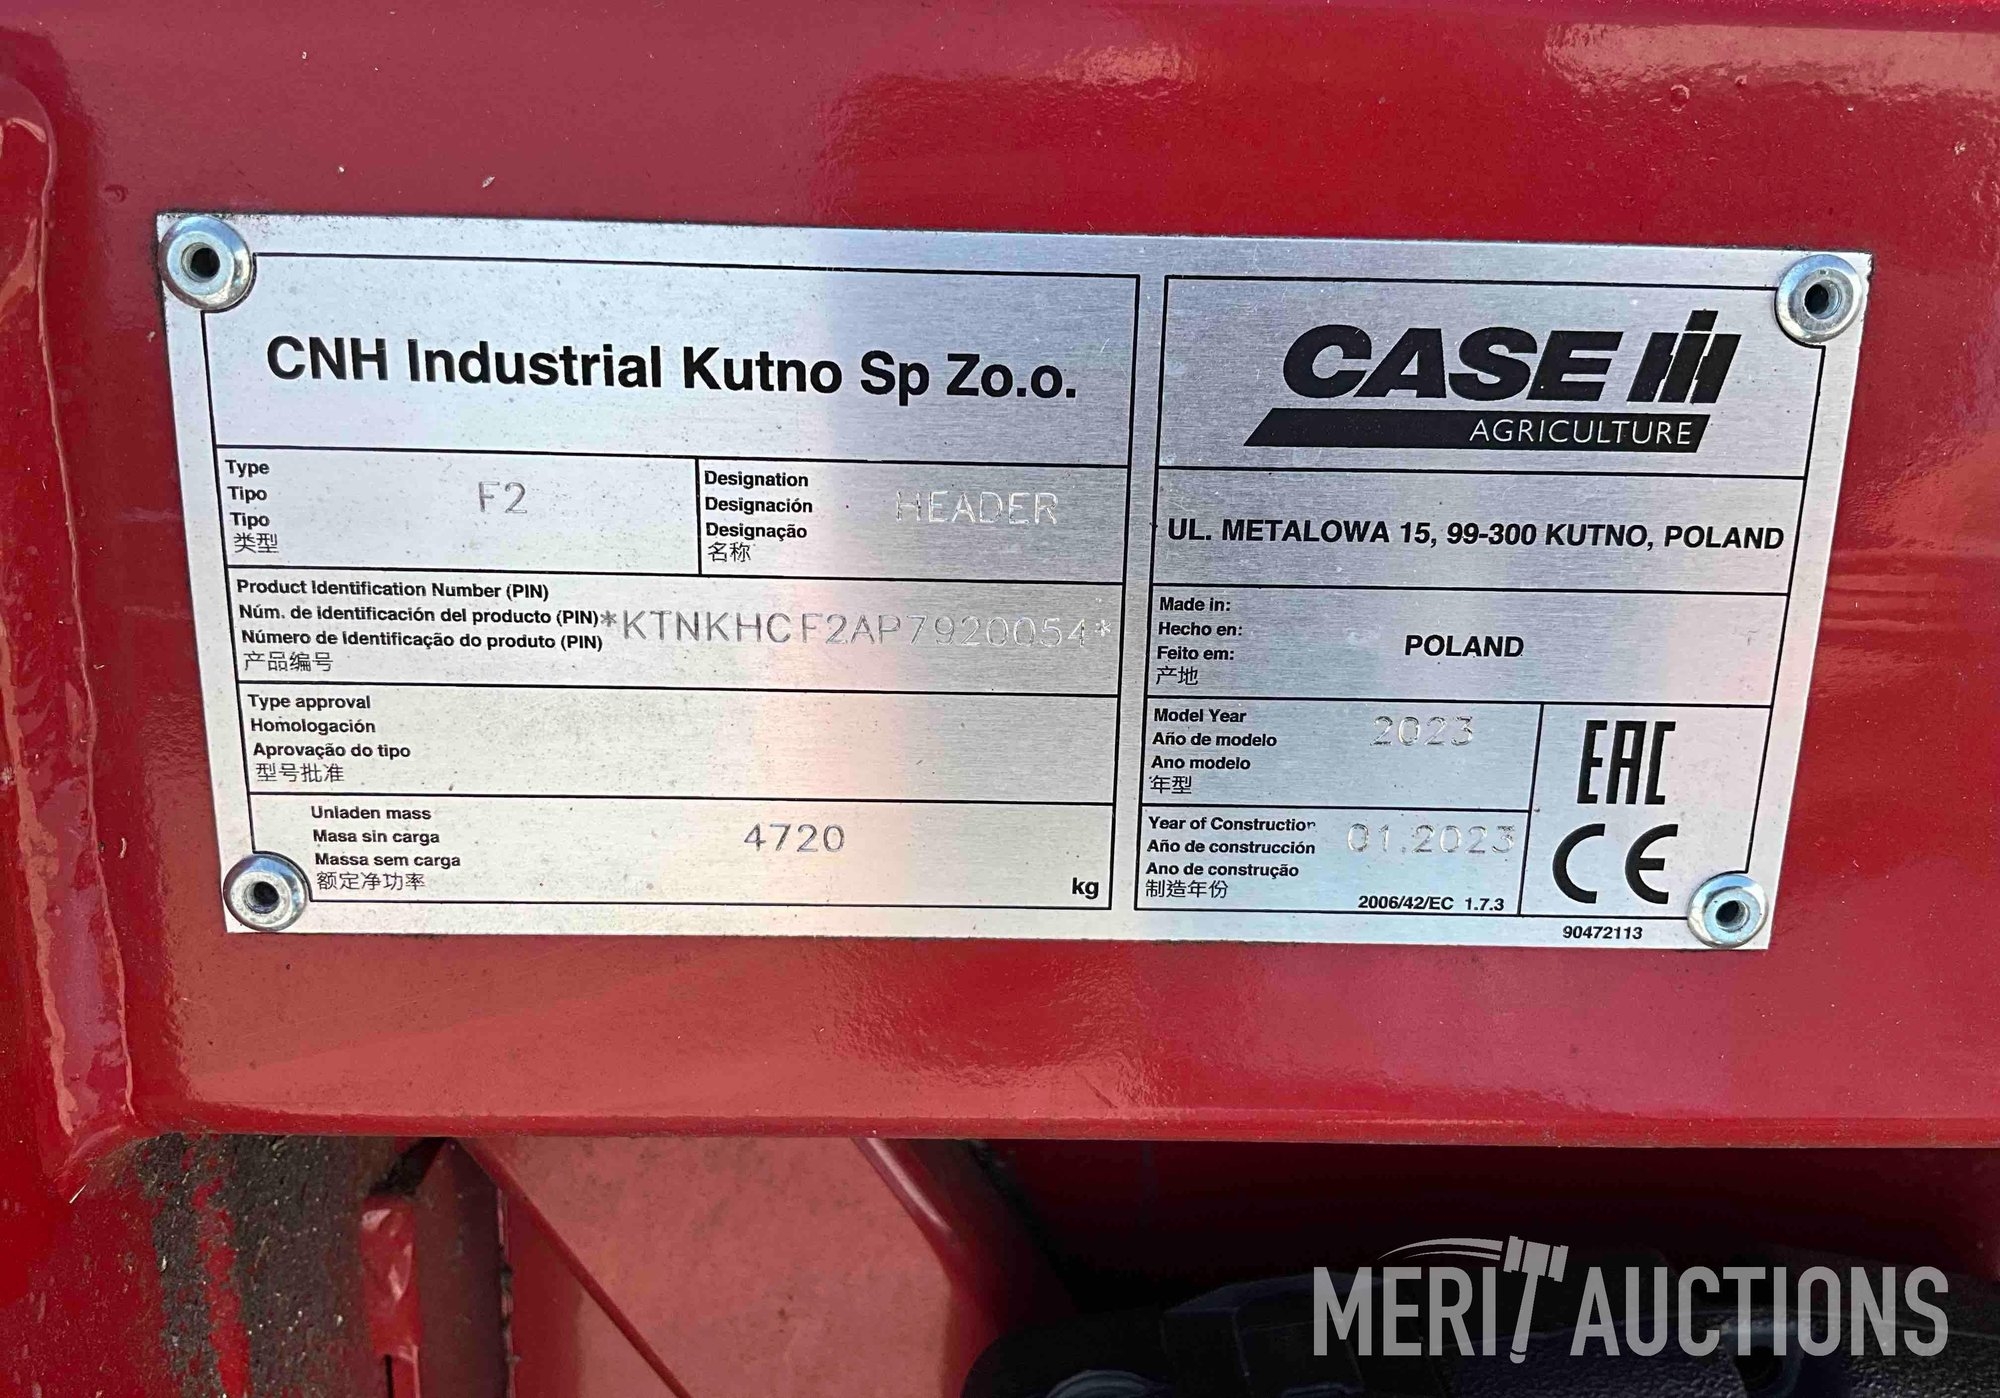 CNH Industrial Kutno Sp Zo.o.
Type
Tipo
Tipo
类型
F2
Designation
Designación
Designação
名称
HEADER
Product Identification Number (PIN)
Núm. de identificación del producto (PIN)
Número de identificação do produto (PIN)
产品编号
*KTNKHCF2AP7920054*
Type approval
Homologación
Aprovação do tipo
型号批准
Unladen mass
Masa sin carga
Massa sem carga
额定净功率
4720
kg
CASE IH
AGRICULTURE
UL. METALOWA 15, 99-300 KUTNO, POLAND
Made in:
Hecho en:
Feito em:
产地
POLAND
Model Year
Año de modelo
Ano modelo
年型
2023
Year of Construction
Año de construcción
Ano de construção
制造年份
01.2023
2006/42/EC 1.7.3
EAC
CE
90472113
MERIT AUCTIONS